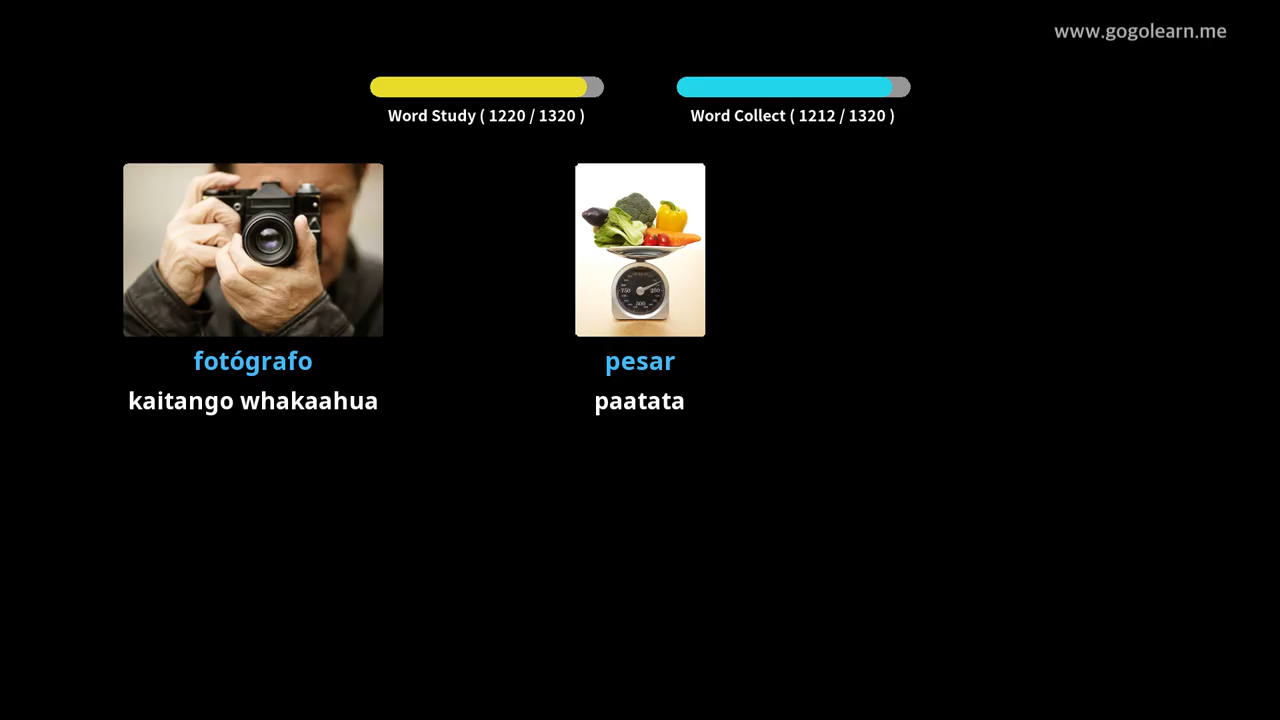 www.gogolearn.me
Word Study ( 1220 / 1320 )
Word Collect ( 1212 / 1320 )
fotógrafo
kaitango whakaahua
pesar
paatata